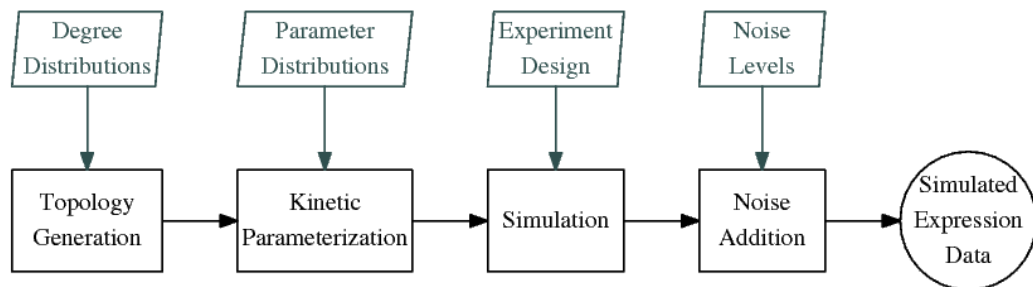 Degree
Distributions
Parameter
Distributions
Experiment
Design
Noise
Levels
Topology
Generation
Kinetic
Parameterization
Simulation
Noise
Addition
Simulated
Expression
Data